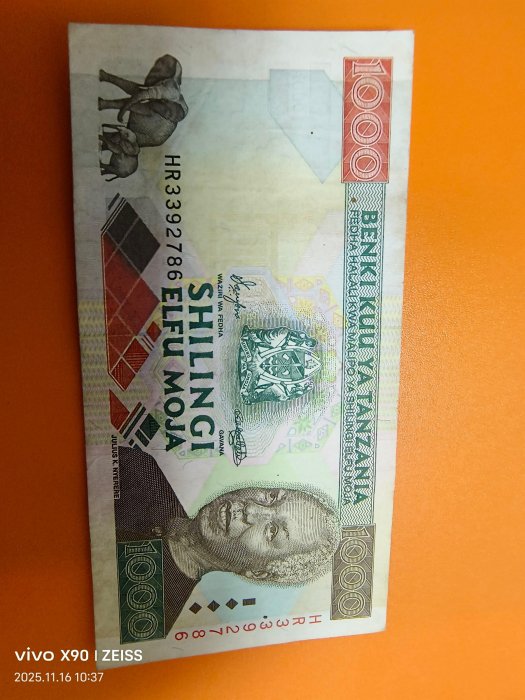 1000
BENKI KUU YA TANZANIA
FEDHA HALALI KWA MALIPO YA SHILINGI ELFU MOJA
1000
HR3392786
WAZIRI WA FEDHA
GAVANA
SHILINGI
ELFU MOJA
HR3392786
JULIUS K. NYERERE
1000
vivo X90 | ZEISS
2025.11.16 10:37